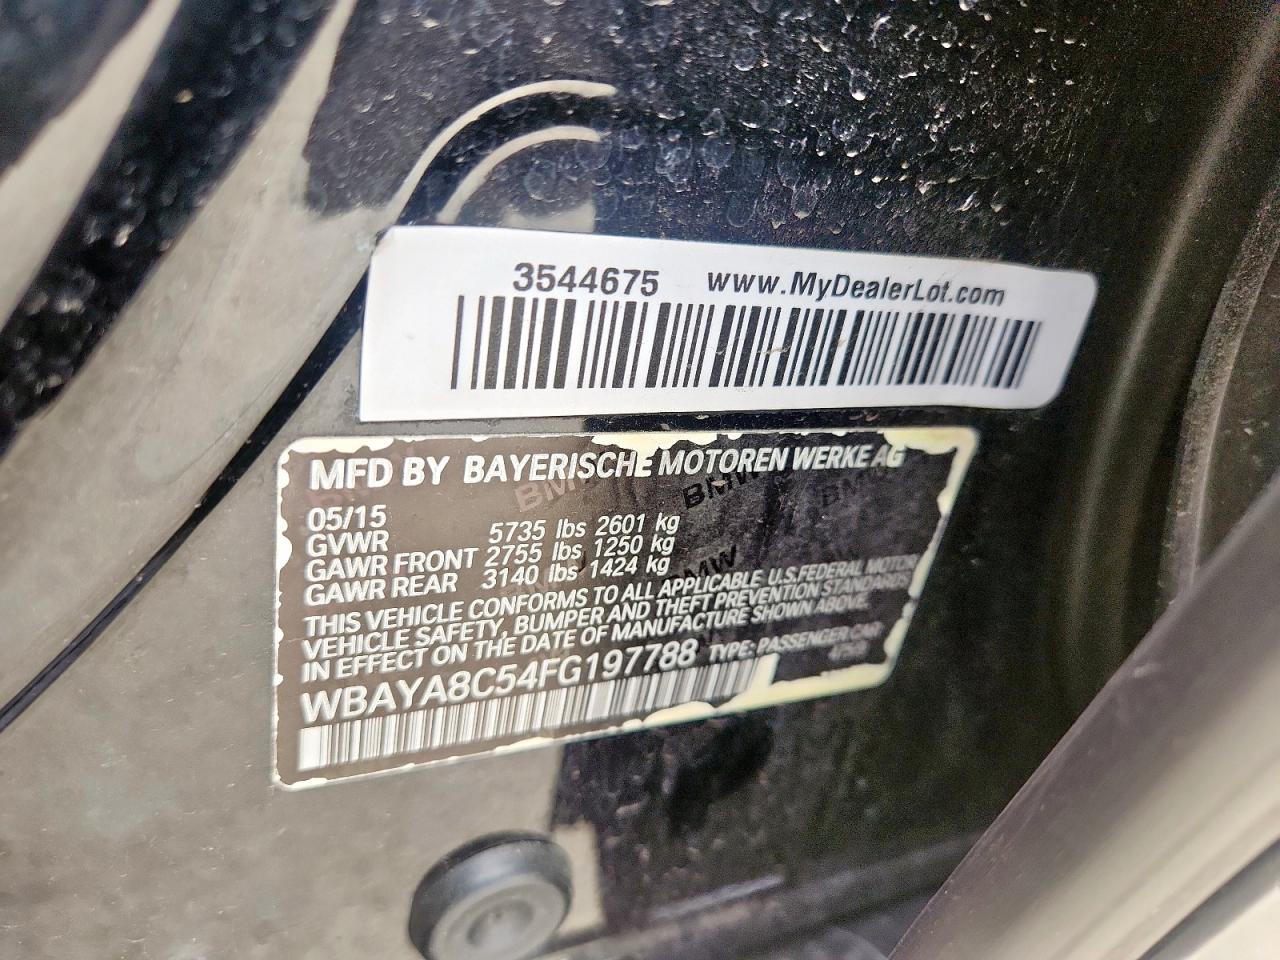 3544675 www.MyDealerLot.com
MFD BY BAYERISCHE MOTOREN WERKE AG
05/15
GVWR 5735 lbs 2601 kg
GAWR FRONT 2755 lbs 1250 kg
GAWR REAR 3140 lbs 1424 kg
THIS VEHICLE CONFORMS TO ALL APPLICABLE U.S.FEDERAL MOTOR
VEHICLE SAFETY, BUMPER AND THEFT PREVENTION STANDARDS
IN EFFECT ON THE DATE OF MANUFACTURE SHOWN ABOVE.
WBAYA8C54FG197788 TYPE: PASSENGER CAR